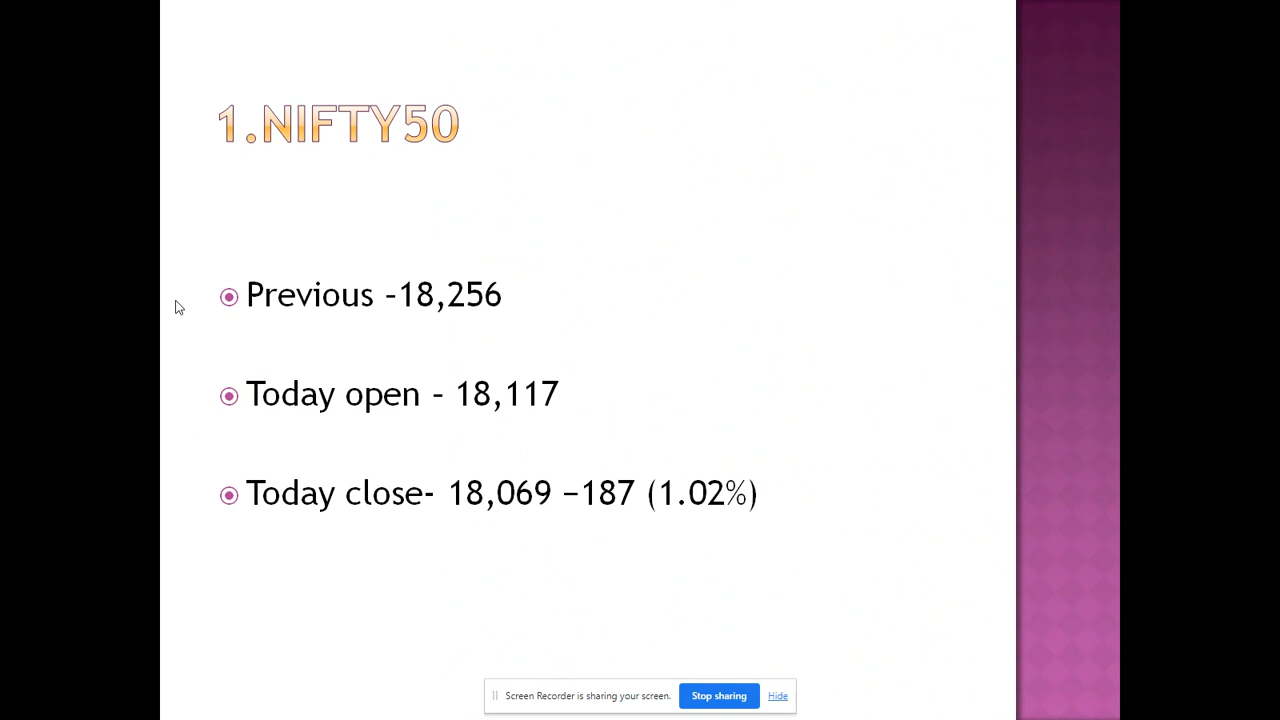 1.NIFTY50
Previous -18,256
Today open - 18,117
Today close- 18,069 –187 (1.02%)
Screen Recorder is sharing your screen. Stop sharing Hide